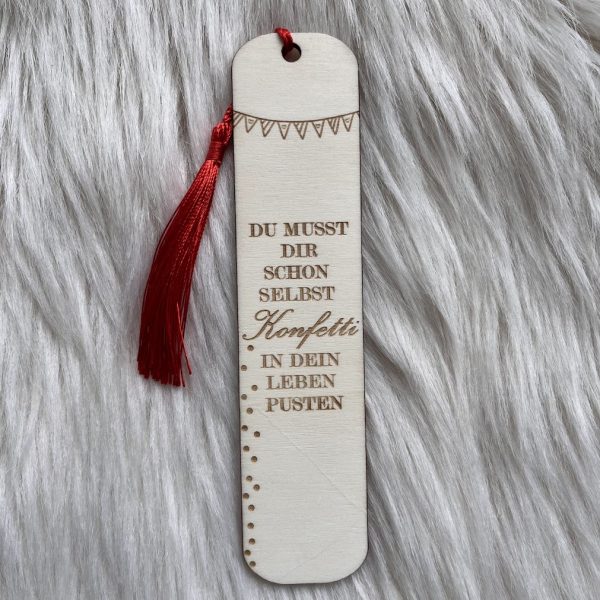 DU MUSST
DIR
SCHON
SELBST
Konfetti
IN DEIN
LEBEN
PUSTEN